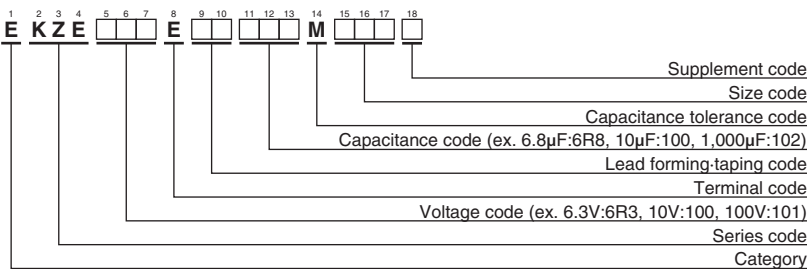 1 2 3 4 5 6 7 8 9 10 11 12 13 14 15 16 17 18
E K Z E □□□ E □□ □□□ M □□□ □
Supplement code
Size code
Capacitance tolerance code
Capacitance code (ex. 6.8μF:6R8, 10μF:100, 1,000μF:102)
Lead forming·taping code
Terminal code
Voltage code (ex. 6.3V:6R3, 10V:100, 100V:101)
Series code
Category